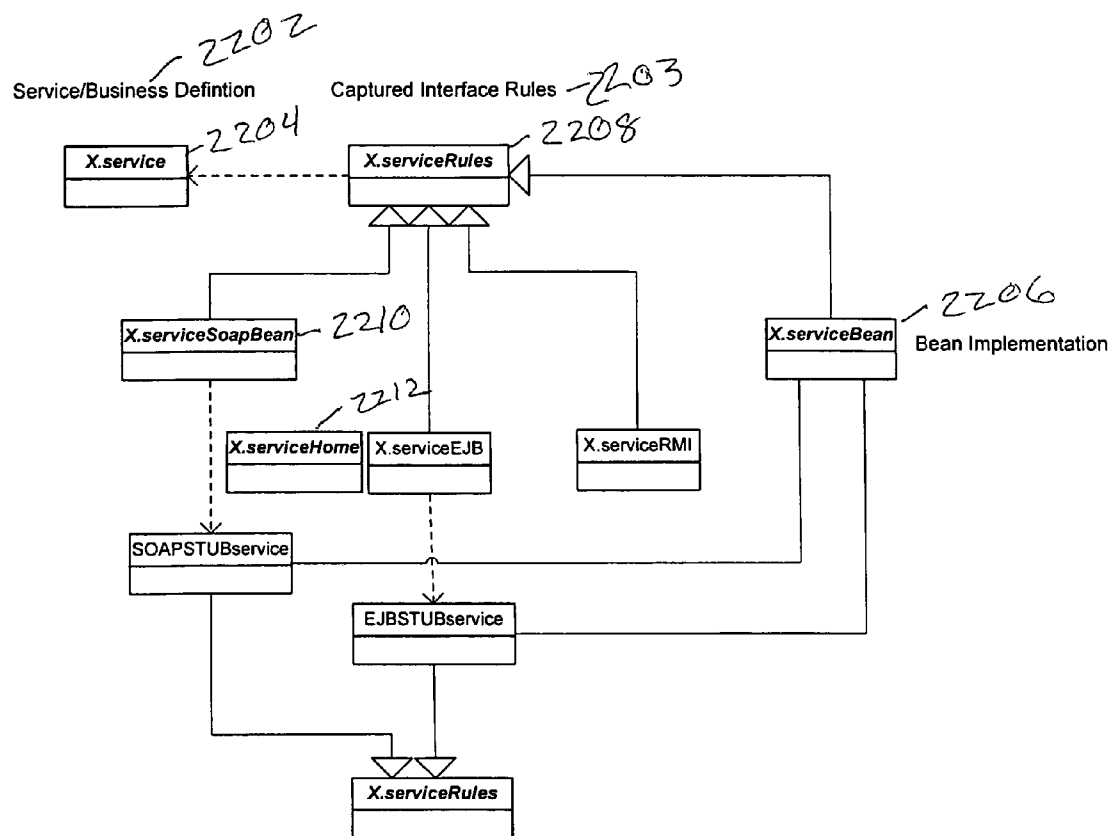 2202
Service/Business Defintion
Captured Interface Rules
2203
2204
2208
X.service
X.serviceRules
2210
2206
X.serviceSoapBean
X.serviceBean
Bean Implementation
2212
X.serviceHome
X.serviceEJB
X.serviceRMI
SOAPSTUBservice
EJBSTUBservice
X.serviceRules